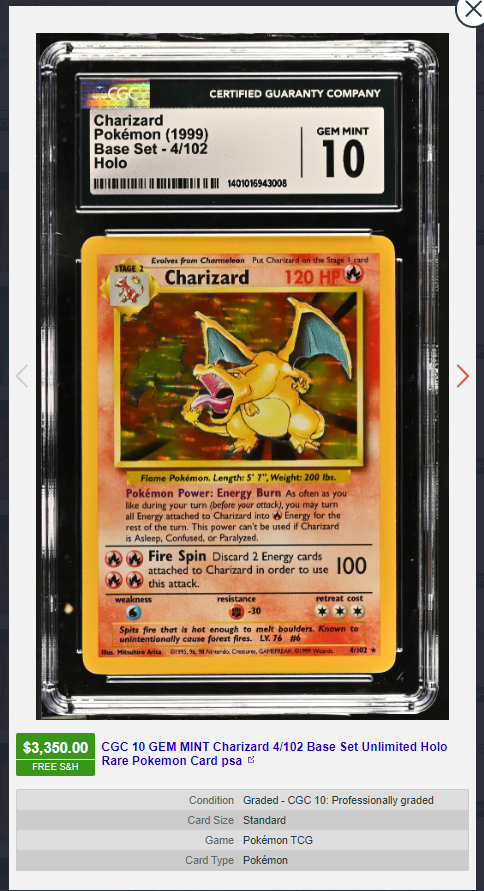 CGC
CERTIFIED GUARANTY COMPANY
Charizard
Pokémon (1999)
Base Set - 4/102
Holo
GEM MINT
10
1401016943008
Evolves from Charmeleon Put Charizard on the Stage 1 card
STAGE 2
Charizard
120 HP
Flame Pokémon. Length: 5' 7", Weight: 200 lbs.
Pokémon Power: Energy Burn As often as you
like during your turn (before your attack), you may turn
all Energy attached to Charizard into Energy for the
rest of the turn. This power can't be used if Charizard
is Asleep, Confused, or Paralyzed.
Fire Spin Discard 2 Energy cards
attached to Charizard in order to use 100
this attack.
weakness resistance retreat cost
-30
Spits fire that is hot enough to melt boulders. Known to
unintentionally cause forest fires. LV. 76 #6
Illus. Mitsuhiro Arita ©1995, 96, 98 Nintendo, Creatures, GAMEFREAK. ©1999 Wizards. 4/102 ★
$3,350.00
FREE S&H
CGC 10 GEM MINT Charizard 4/102 Base Set Unlimited Holo
Rare Pokemon Card psa
Condition Graded - CGC 10: Professionally graded
Card Size Standard
Game Pokémon TCG
Card Type Pokémon